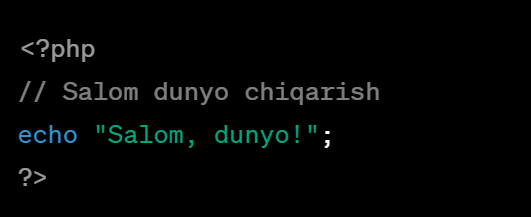 <?php
// Salom dunyo chiqarish
echo "Salom, dunyo!";
?>